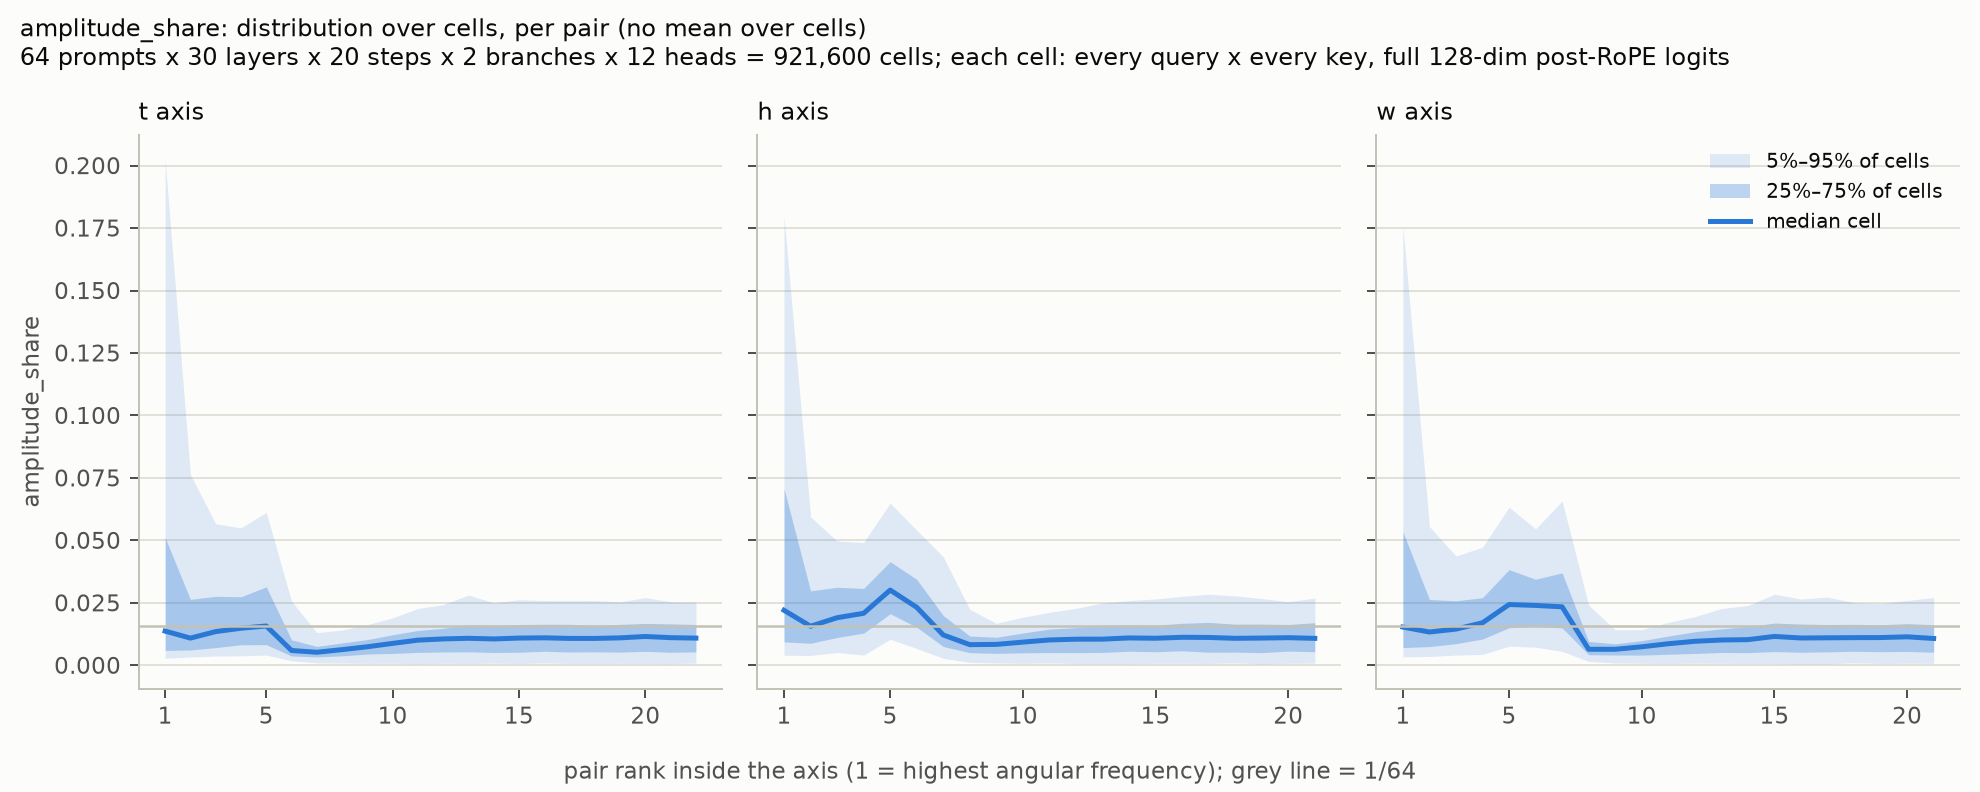 amplitude_share: distribution over cells, per pair (no mean over cells)
64 prompts x 30 layers x 20 steps x 2 branches x 12 heads = 921,600 cells; each cell: every query x every key, full 128-dim post-RoPE logits
t axis
h axis
w axis
5%–95% of cells
25%–75% of cells
median cell
amplitude_share
0.200
0.175
0.150
0.125
0.100
0.075
0.050
0.025
0.000
1 5 10 15 20
1 5 10 15 20
1 5 10 15 20
pair rank inside the axis (1 = highest angular frequency); grey line = 1/64